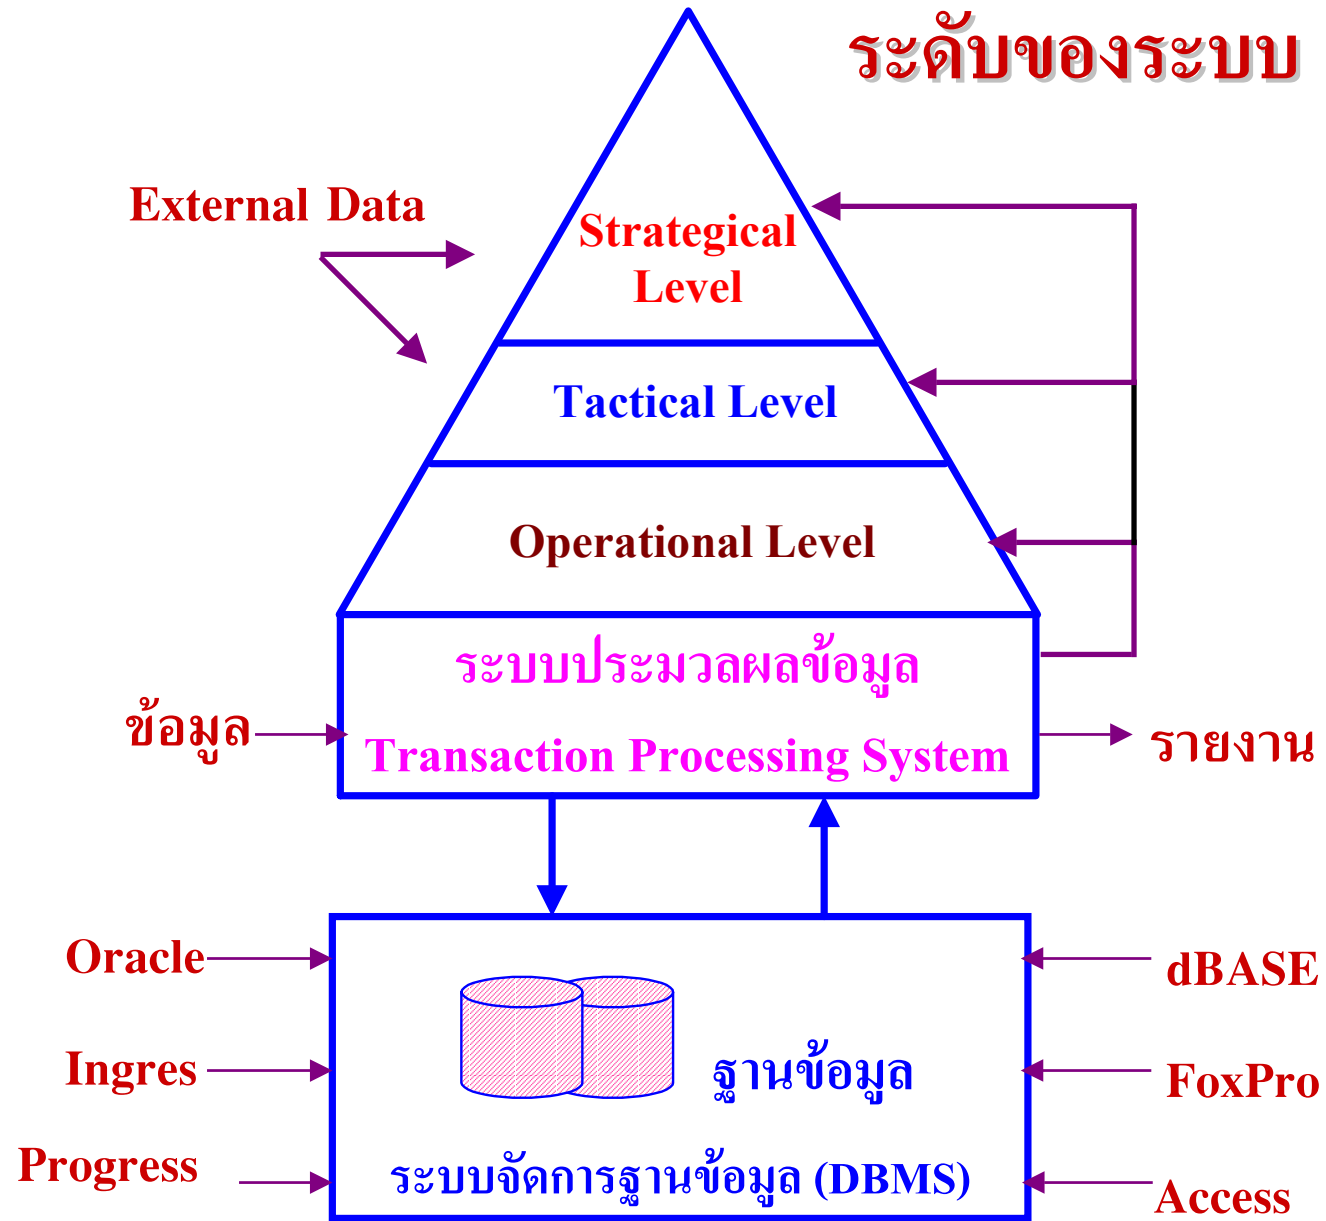 ระดับของระบบ
External Data
Strategical
Level
Tactical Level
Operational Level
ระบบประมวลผลข้อมูล
ข้อมูล
Transaction Processing System
รายงาน
Oracle
dBASE
Ingres
ฐานข้อมูล
FoxPro
Progress
ระบบจัดการฐานข้อมูล (DBMS)
Access